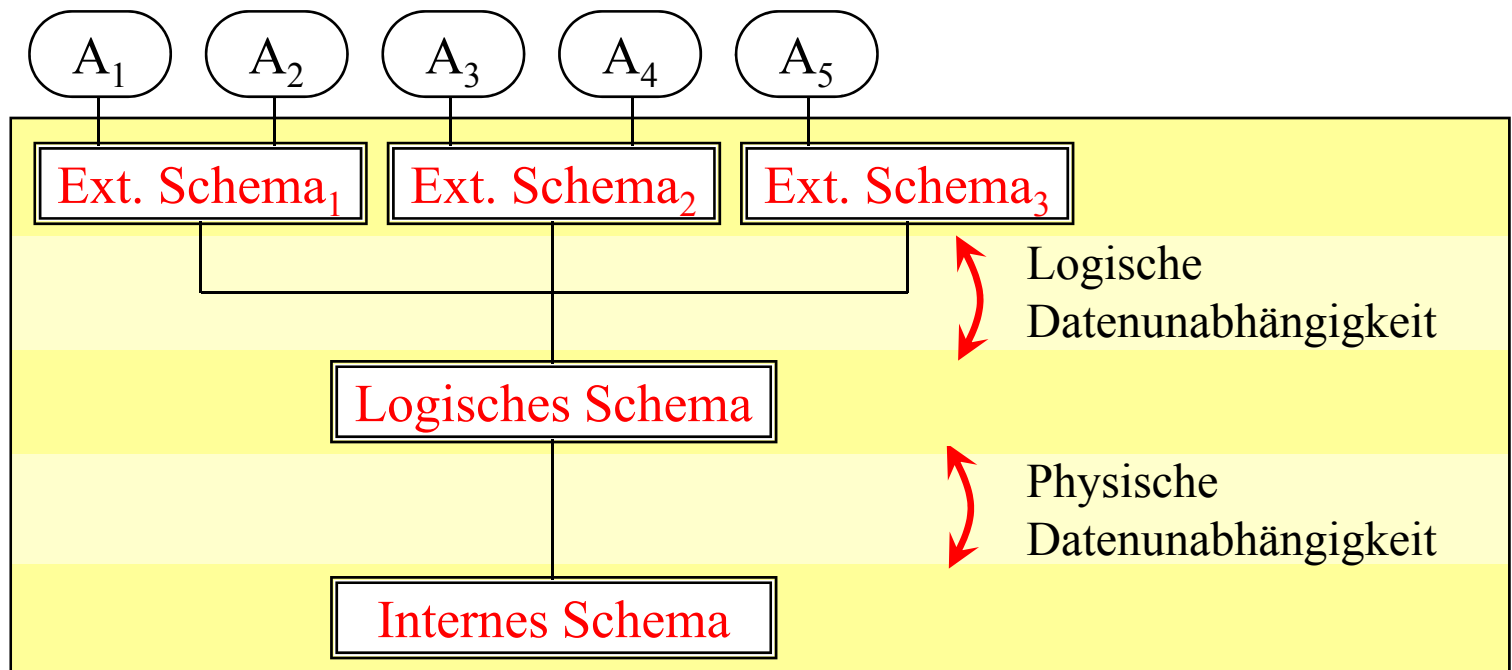 A₁ A₂ A₃ A₄ A₅
Ext. Schema₁ Ext. Schema₂ Ext. Schema₃
Logische
Datenunabhängigkeit
Logisches Schema
Physische
Datenunabhängigkeit
Internes Schema